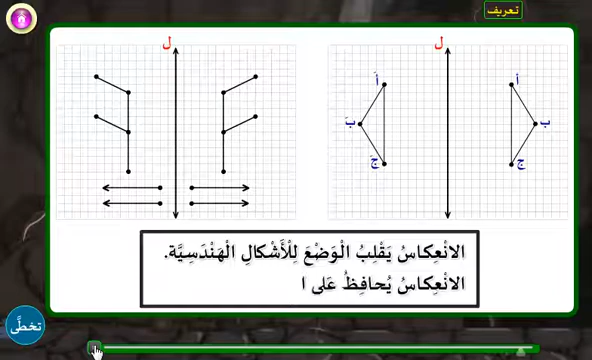 تعريف
ل
ل
أَ
أ
بَ
ب
جَ
ج
الانْعِكاسُ يَقْلِبُ الْوَضْعَ لِلْأَشْكالِ الْهَنْدَسِيَّة.
الانْعِكاسُ يُحافِظُ عَلى ا
تخطَّى